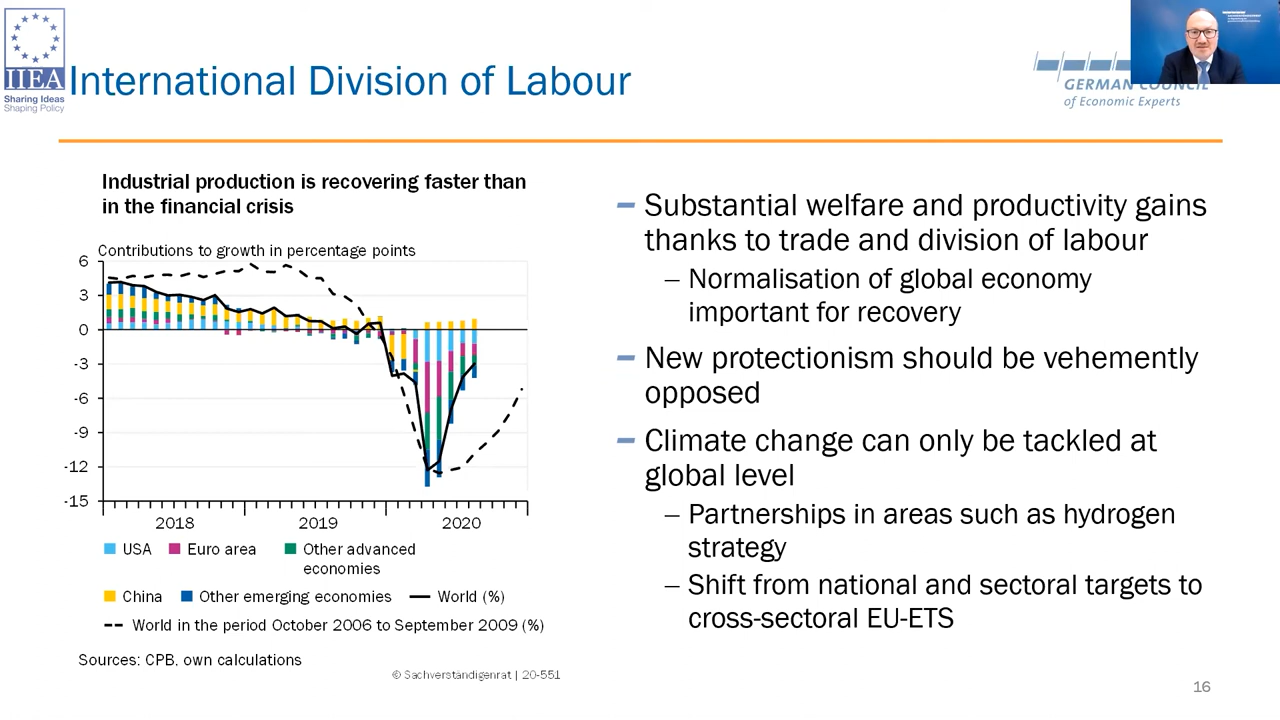 IIEA
Sharing Ideas
Shaping Policy
International Division of Labour
GERMAN COUNCIL
of Economic Experts
Industrial production is recovering faster than
in the financial crisis
Contributions to growth in percentage points
6
3
0
-3
-6
-9
-12
-15
2018 2019 2020
USA Euro area Other advanced
economies
China Other emerging economies World (%)
World in the period October 2006 to September 2009 (%)
Sources: CPB, own calculations
© Sachverständigenrat | 20-551
– Substantial welfare and productivity gains
thanks to trade and division of labour
– Normalisation of global economy
important for recovery
– New protectionism should be vehemently
opposed
– Climate change can only be tackled at
global level
– Partnerships in areas such as hydrogen
strategy
– Shift from national and sectoral targets to
cross-sectoral EU-ETS
16